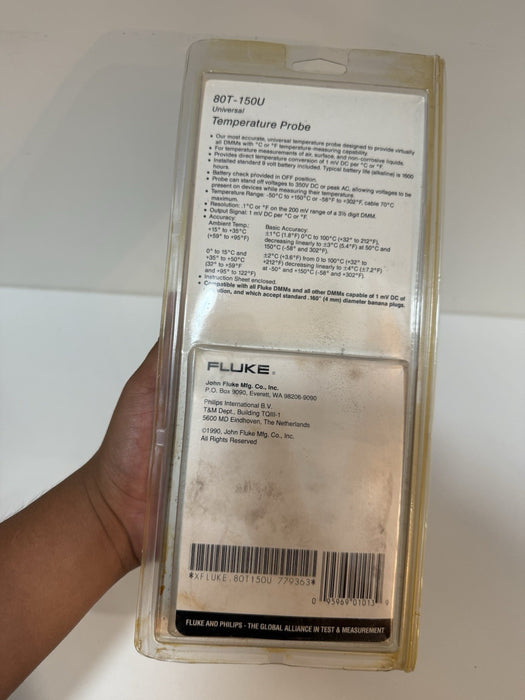 80T-150U
Universal
Temperature Probe
• Our most accurate, universal temperature probe designed to provide virtually
all DMMs with °C or °F temperature-measuring capability.
• For temperature measurements of air, surface, and non-corrosive liquids.
• Provides direct temperature conversion of 1 mV DC per °C or °F.
• Installed standard 9 volt battery included. Typical battery life (alkaline) is 1600
hours.
• Battery check provided in OFF position.
• Probe can stand off voltages to 350V DC or peak AC, allowing voltages to be
present on devices while measuring their temperature.
• Temperature Range: -50°C to +150°C or -58°F to +302°F, cable 70°C
maximum.
• Resolution: .1°C or °F on the 200 mV range of a 3½ digit DMM.
• Output Signal: 1 mV DC per °C or °F.
• Accuracy:
Ambient Temp.: Basic Accuracy:
+15° to +35°C ±1°C (1.8°F) 0°C to 100°C (+32° to 212°F),
(+59° to +95°F) decreasing linearly to ±3°C (5.4°F) at 50°C and
150°C (-58° and 302°F).
0° to 15°C and ±2°C (+3.6°F) from 0 to 100°C (+32° to
+35° to +50°C +212°F) decreasing linearly to ±4°C (±7.2°F)
(32° to +59°F at -50° and +150°C (-58° and +302°F).
and +95° to 122°F)
• Instruction Sheet enclosed.
• Compatible with all Fluke DMMs and all other DMMs capable of 1 mV DC of
and which accept standard .160" (4 mm) diameter banana plugs.
FLUKE®
John Fluke Mfg. Co., Inc.
P.O. Box 9090, Everett, WA 98206-9090
Philips International B.V.
T&M Dept., Building TQIII-1
5600 MD Eindhoven, The Netherlands
©1990, John Fluke Mfg. Co., Inc.
All Rights Reserved
*XFLUKE.80T150U 779363*
0 95969 01013 9
FLUKE AND PHILIPS - THE GLOBAL ALLIANCE IN TEST & MEASUREMENT